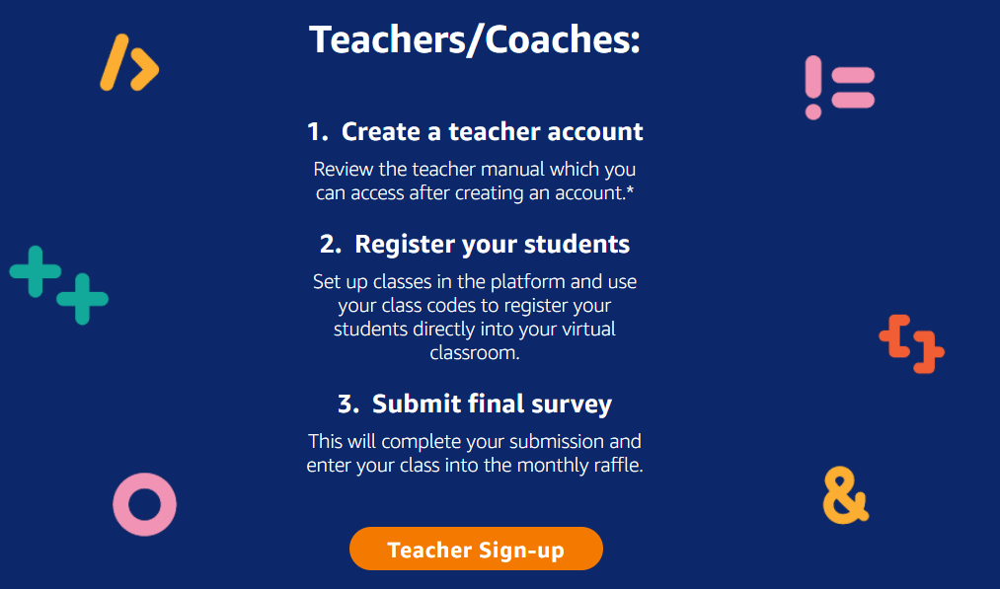 Teachers/Coaches:
/>
!=
1. Create a teacher account
Review the teacher manual which you
can access after creating an account.*
2. Register your students
++
Set up classes in the platform and use
your class codes to register your
students directly into your virtual
classroom.
{}
3. Submit final survey
This will complete your submission and
enter your class into the monthly raffle.
&
Teacher Sign-up